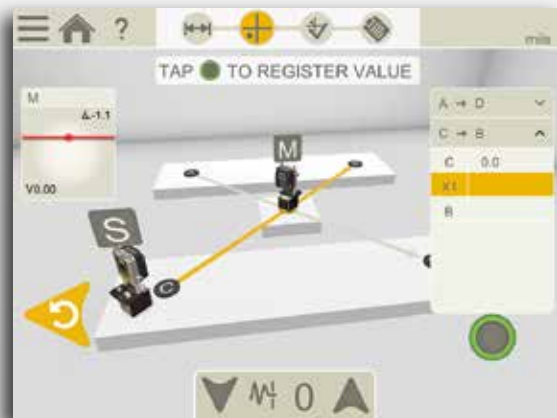 ?
mils
TAP TO REGISTER VALUE
M
∆-1.1
V0.00
A → D
C → B
C 0.0
X1
B
M
A
S
C
0